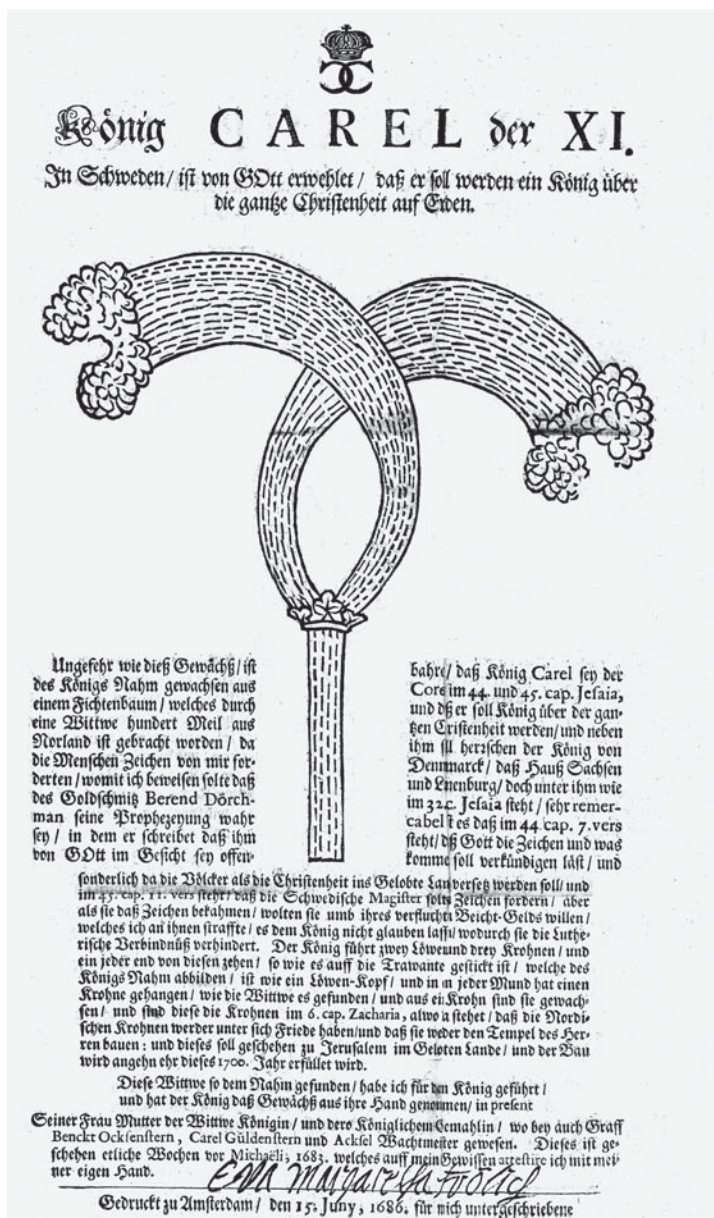 König CAREL der XI.
In Schweden / ist von GOtt erwehlet / daß er soll werden ein König über
die gantze Christenheit auf Erden.
Ungefehr wie dieß Gewächß / ist
des Königs Nahm gewachsen aus
einem Fichtenbaum / welches durch
eine Wittwe hundert Meil aus
Norland ist gebracht worden / da
die Menschen Zeichen von mir for-
derten / womit ich beweisen solte daß
des Goldschmitz Berend Dörch-
man seine Prophezeyung wahr
sey / in dem er schreibet daß ihm
von GOtt im Gesicht sey offen-
bahre / daß König Carel sey der
Cores im 44. und 45. cap. Jesaia,
und dß er soll König über der gan-
tzen Cristenheit werden / und neben
ihm sll herrschen der König von
Dennmarck / daß Hauß Sachsen
und Luenburg / doch unter ihm wie
im 32. c. Jesaia steht / sehr remer-
cabel t es daß im 44. cap. 7. vers
steht / dß Gott die Zeichen und was
komme soll verkündigen läst / und
sonderlich da die Völcker als die Christenheit ins Gelobte Lan versetz werden soll / und
im 45. cap. 11. vers steht / daß die Schwedische Magister soltn Zeichen fordern / aber
als sie daß Zeichen bekahmen / wolten sie umb ihres verfluchtn Beicht-Gelds willen /
welches ich an ihnen straffte / es dem König nicht glauben lassn / wodurch sie die Luthe-
rische Verbindnüß verhindert. Der König führt zwey Löwe und drey Krohnen / und
ein jeder end von diesen zehen / so wie es auff die Trawante gestickt ist / welche des
Königs Nahm abbilden / ist wie ein Löwen-Kopf / und in m jeder Mund hat einen
Krohne gehangen / wie die Wittwe es gefunden / und aus ei Krohn sind sie gewach-
sen / und sind diese die Krohnen im 6. cap. Zacharia, alwo a stehet / daß die Nordi-
schen Krohnen werder unter sich Friede haben / und daß sie weder den Tempel des Her-
ren bauen: und dieses soll geschehen zu Jerusalem im Geloten Lande / und der Bau
wird angehn ehr dieses 1700. Jahr erfüllet wird.
Diese Wittwe so dem Nahm gefunden / habe ich für den König geführt /
und hat der König daß Gewächß aus ihre Hand genommen / in present
Seiner Frau Mutter der Wittwe Königin / und dero Königlichem Gemahlin / wo bey auch Graff
Benckt Ocksenstern, Carel Güldenstern und Acksel Wachtmeister gewesen. Dieses ist ge-
schehen etliche Wochen vor Michaëli, 1683. welches auff mein Gewissen attestire ich mit mei-
ner eigen Hand.
Eva Margaretha Frölich
Gedruckt zu Amsterdam / den 15. Juny, 1686. für mich untergeschriebene